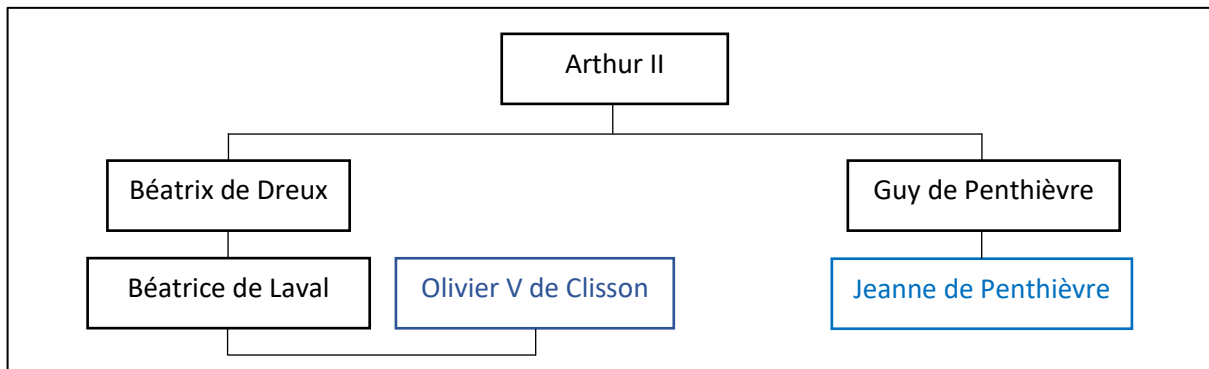 Arthur II
Béatrix de Dreux
Guy de Penthièvre
Béatrice de Laval
Olivier V de Clisson
Jeanne de Penthièvre